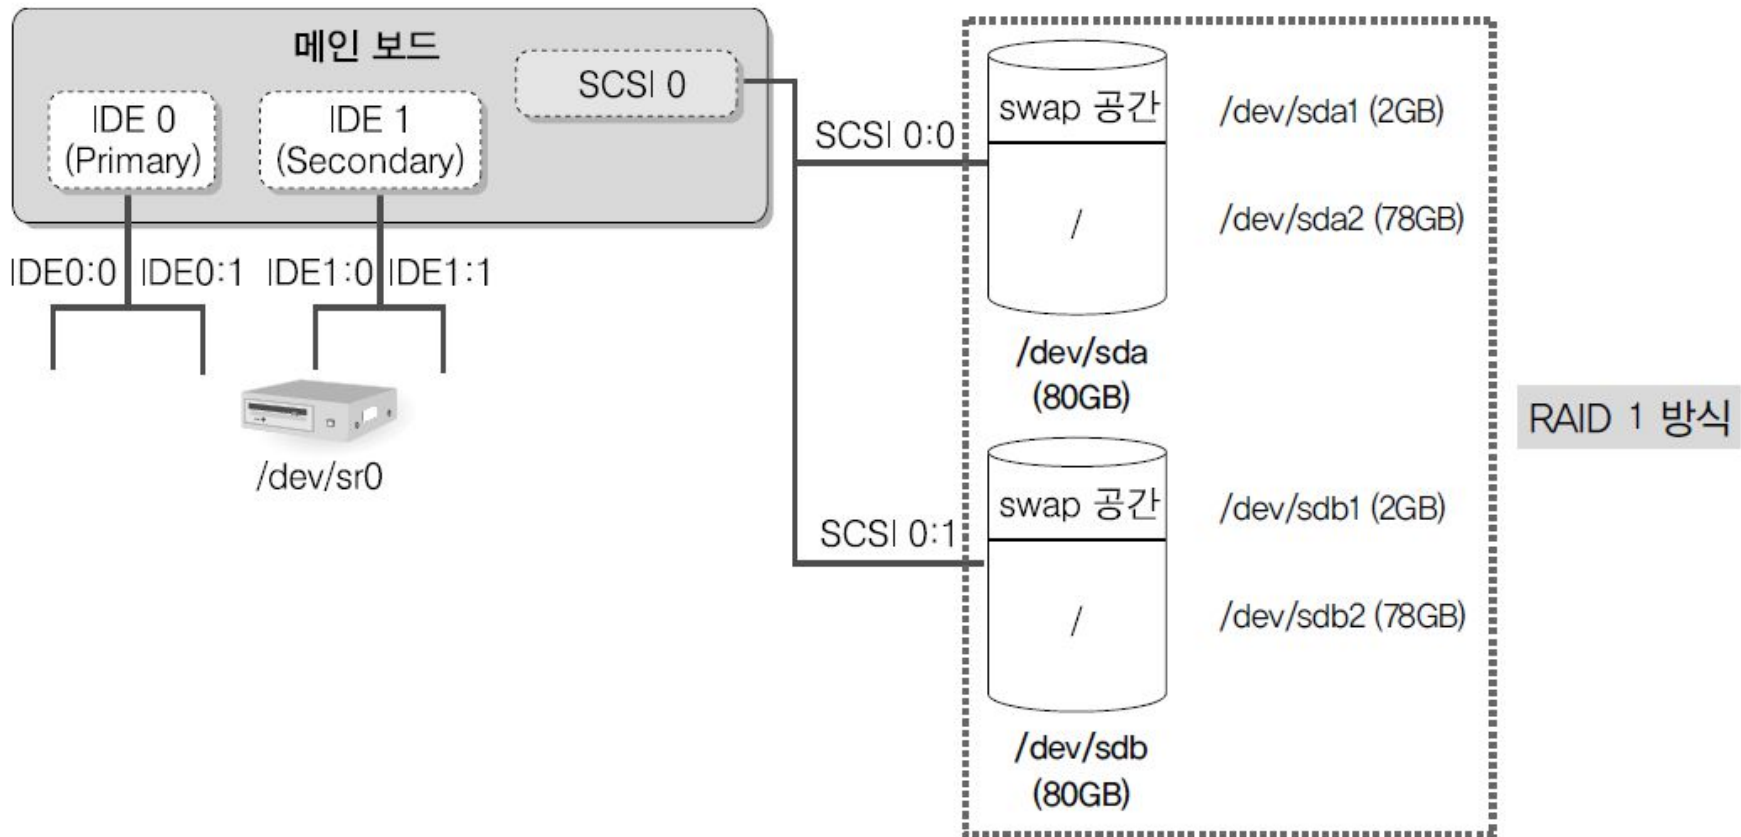 메인 보드
SCSI 0
IDE 0
(Primary)
IDE 1
(Secondary)
IDE0:0
IDE0:1
IDE1:0
IDE1:1
/dev/sr0
SCSI 0:0
swap 공간
/
/dev/sda1 (2GB)
/dev/sda2 (78GB)
/dev/sda
(80GB)
SCSI 0:1
swap 공간
/
/dev/sdb1 (2GB)
/dev/sdb2 (78GB)
/dev/sdb
(80GB)
RAID 1 방식